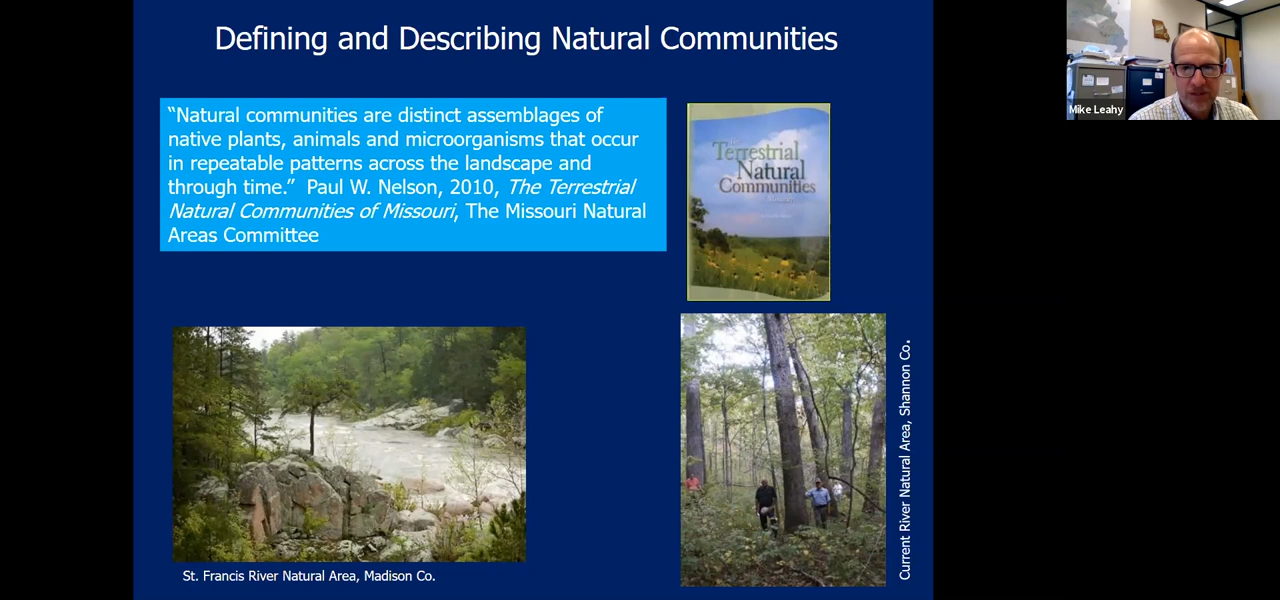 Defining and Describing Natural Communities
“Natural communities are distinct assemblages of
native plants, animals and microorganisms that occur
in repeatable patterns across the landscape and
through time.” Paul W. Nelson, 2010, The Terrestrial
Natural Communities of Missouri, The Missouri Natural
Areas Committee
Terrestrial
Natural
Communities
St. Francis River Natural Area, Madison Co.
Current River Natural Area, Shannon Co.
Mike Leahy